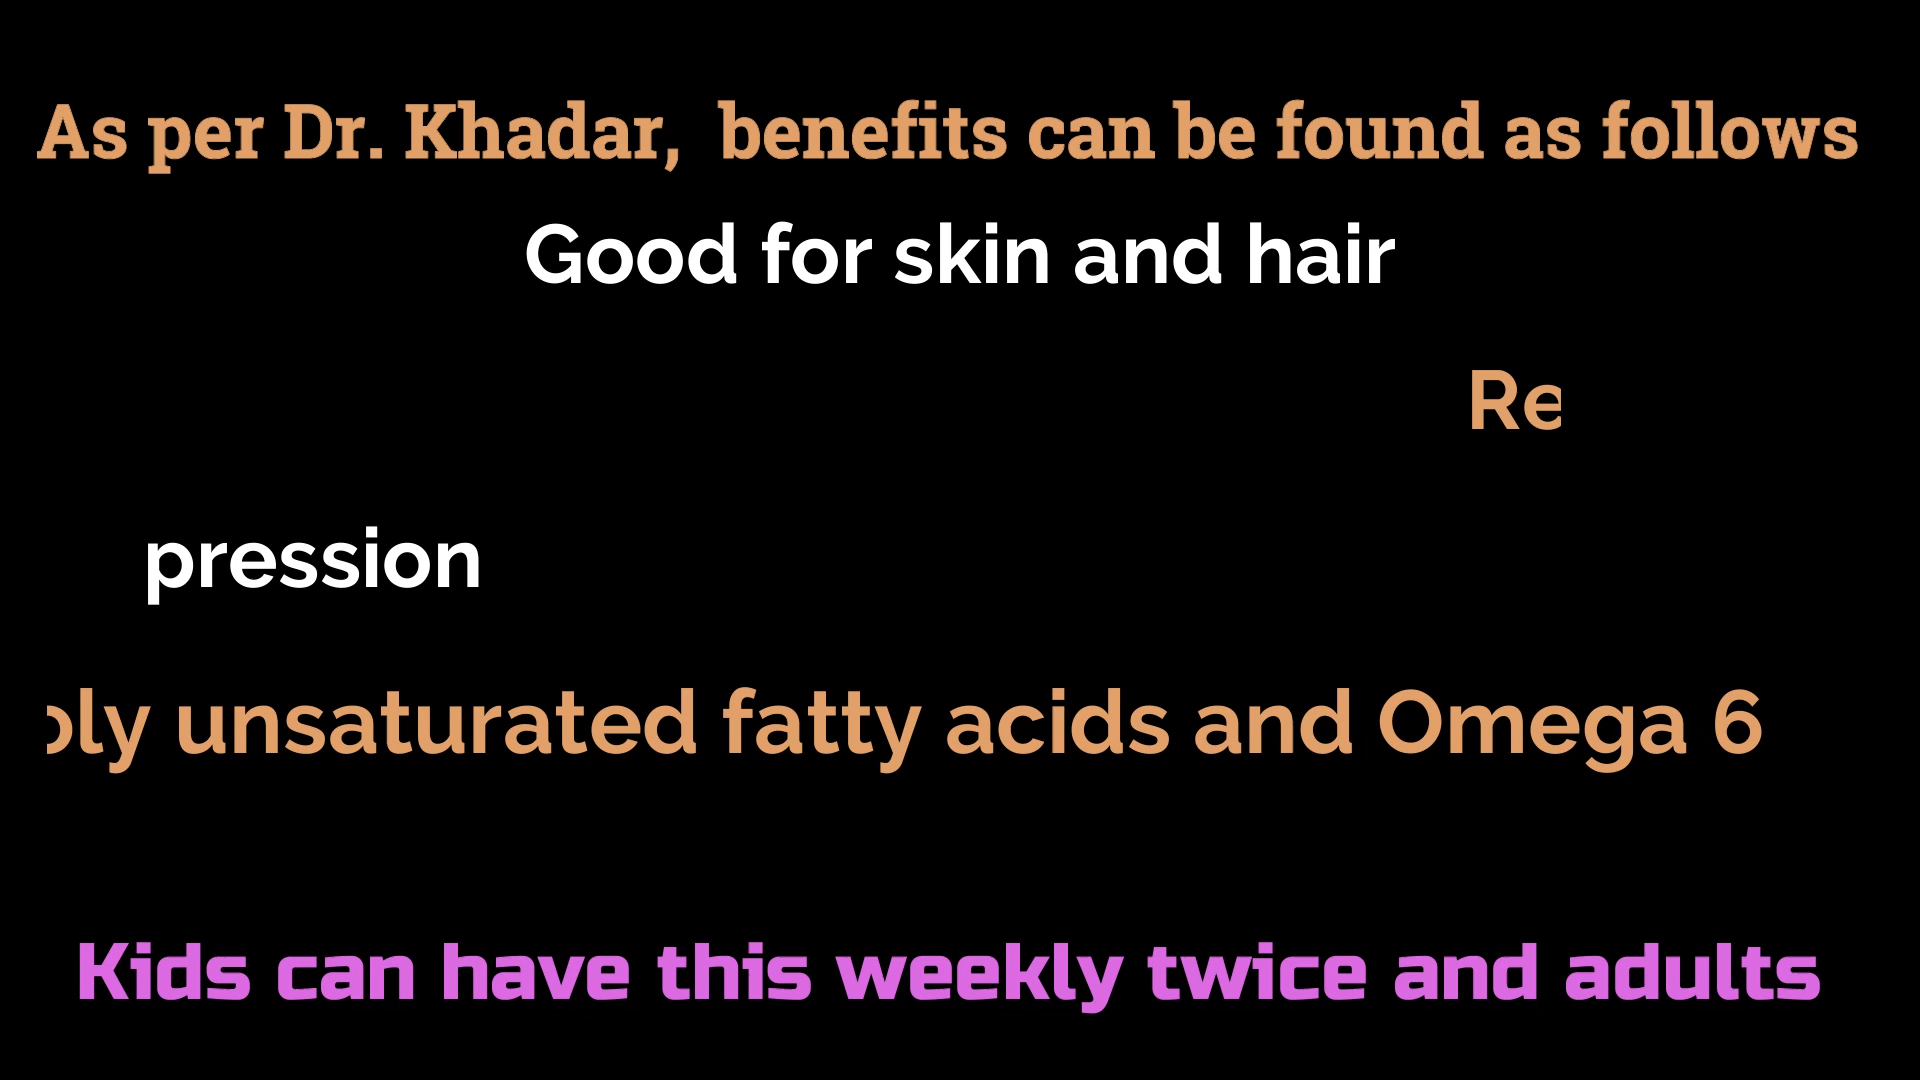 As per Dr. Khadar, benefits can be found as follows
Good for skin and hair
Re
pression
ly unsaturated fatty acids and Omega 6
Kids can have this weekly twice and adults